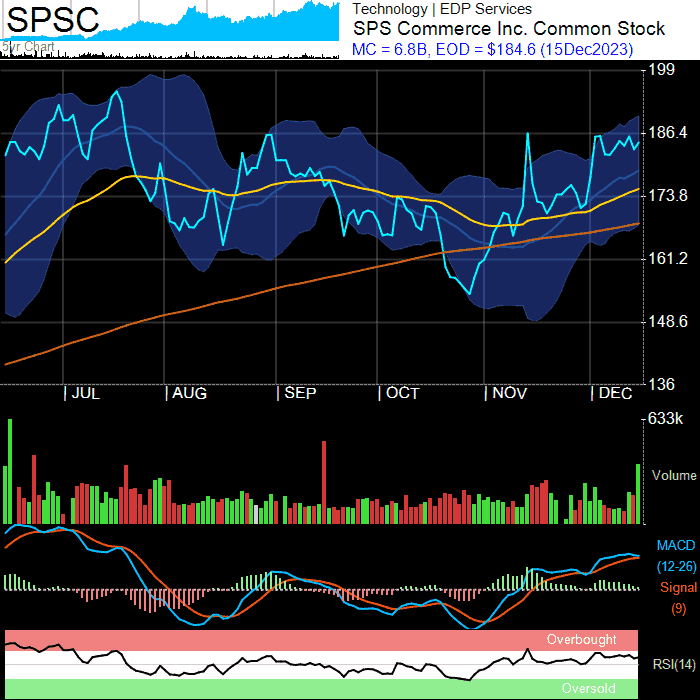 SPSC
5yr Chart
Technology | EDP Services
SPS Commerce Inc. Common Stock
MC = 6.8B, EOD = $184.6 (15Dec2023)
199
186.4
173.8
161.2
148.6
136
| JUL | AUG | SEP | OCT | NOV | DEC
633k
Volume
MACD
(12-26)
Signal
(9)
Overbought
RSI(14)
Oversold